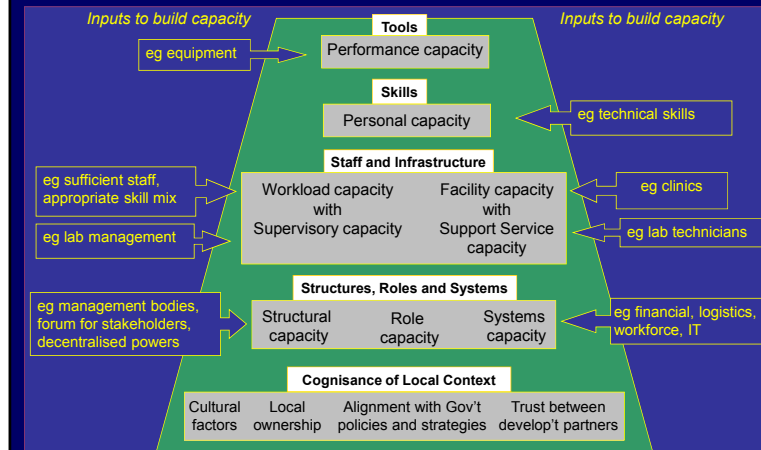 Inputs to build capacity
Inputs to build capacity
Tools
Performance capacity
eg equipment
Skills
Personal capacity
eg technical skills
Staff and Infrastructure
eg sufficient staff,
appropriate skill mix
Workload capacity
with
Supervisory capacity
Facility capacity
with
Support Service
capacity
eg clinics
eg lab management
eg lab technicians
Structures, Roles and Systems
eg management bodies,
forum for stakeholders,
decentralised powers
Structural
capacity
Role
capacity
Systems
capacity
eg financial, logistics,
workforce, IT
Cognisance of Local Context
Cultural
factors
Local
ownership
Alignment with Gov't
policies and strategies
Trust between
develop't partners